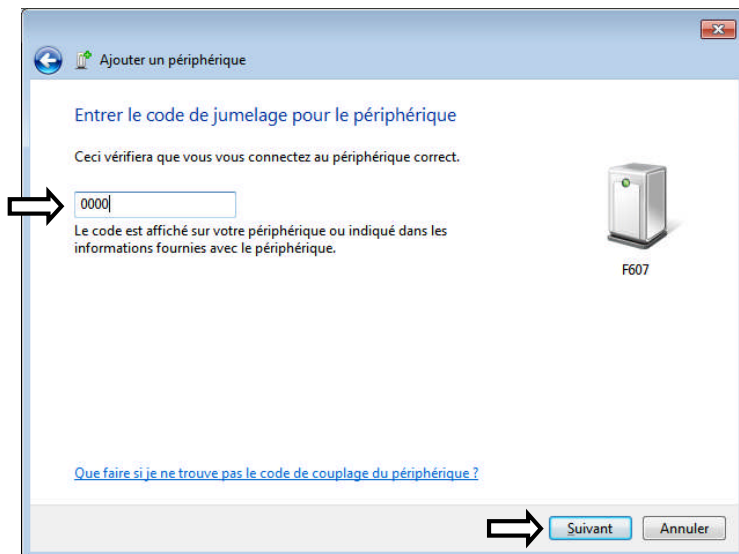 Ajouter un périphérique
Entrer le code de jumelage pour le périphérique
Ceci vérifiera que vous vous connectez au périphérique correct.
0000
Le code est affiché sur votre périphérique ou indiqué dans les
informations fournies avec le périphérique.
F607
Que faire si je ne trouve pas le code de couplage du périphérique ?
Suivant
Annuler